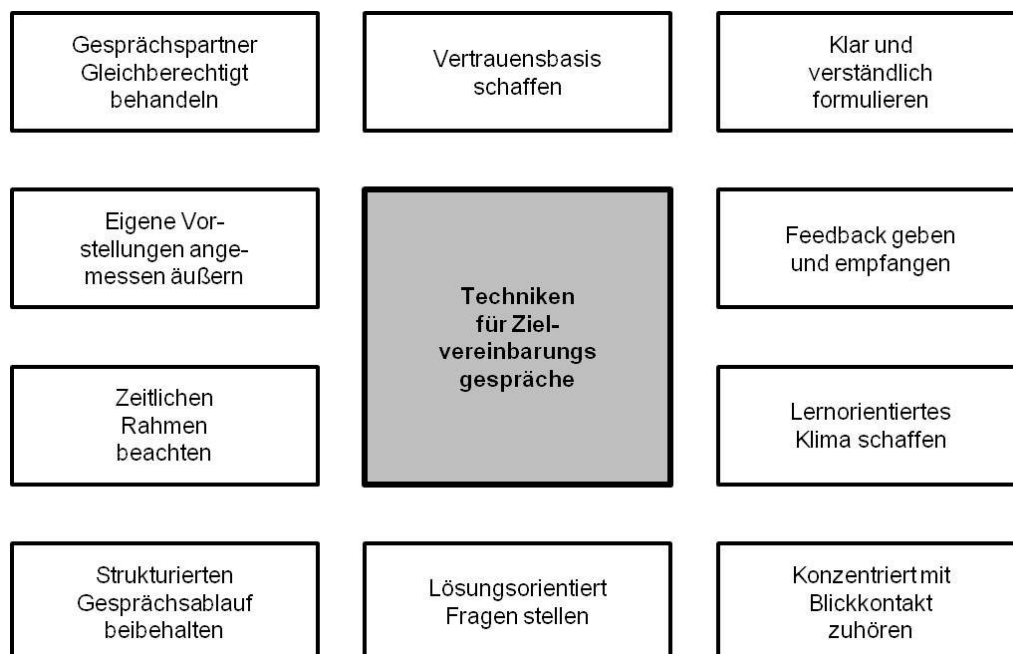 Gesprächspartner
Gleichberechtigt
behandeln
Vertrauensbasis
schaffen
Klar und
verständlich
formulieren
Eigene Vor-
stellungen ange-
messen äußern
Techniken
für Ziel-
vereinbarungs
gespräche
Feedback geben
und empfangen
Zeitlichen
Rahmen
beachten
Lernorientiertes
Klima schaffen
Strukturierten
Gesprächsablauf
beibehalten
Lösungsorientiert
Fragen stellen
Konzentriert mit
Blickkontakt
zuhören